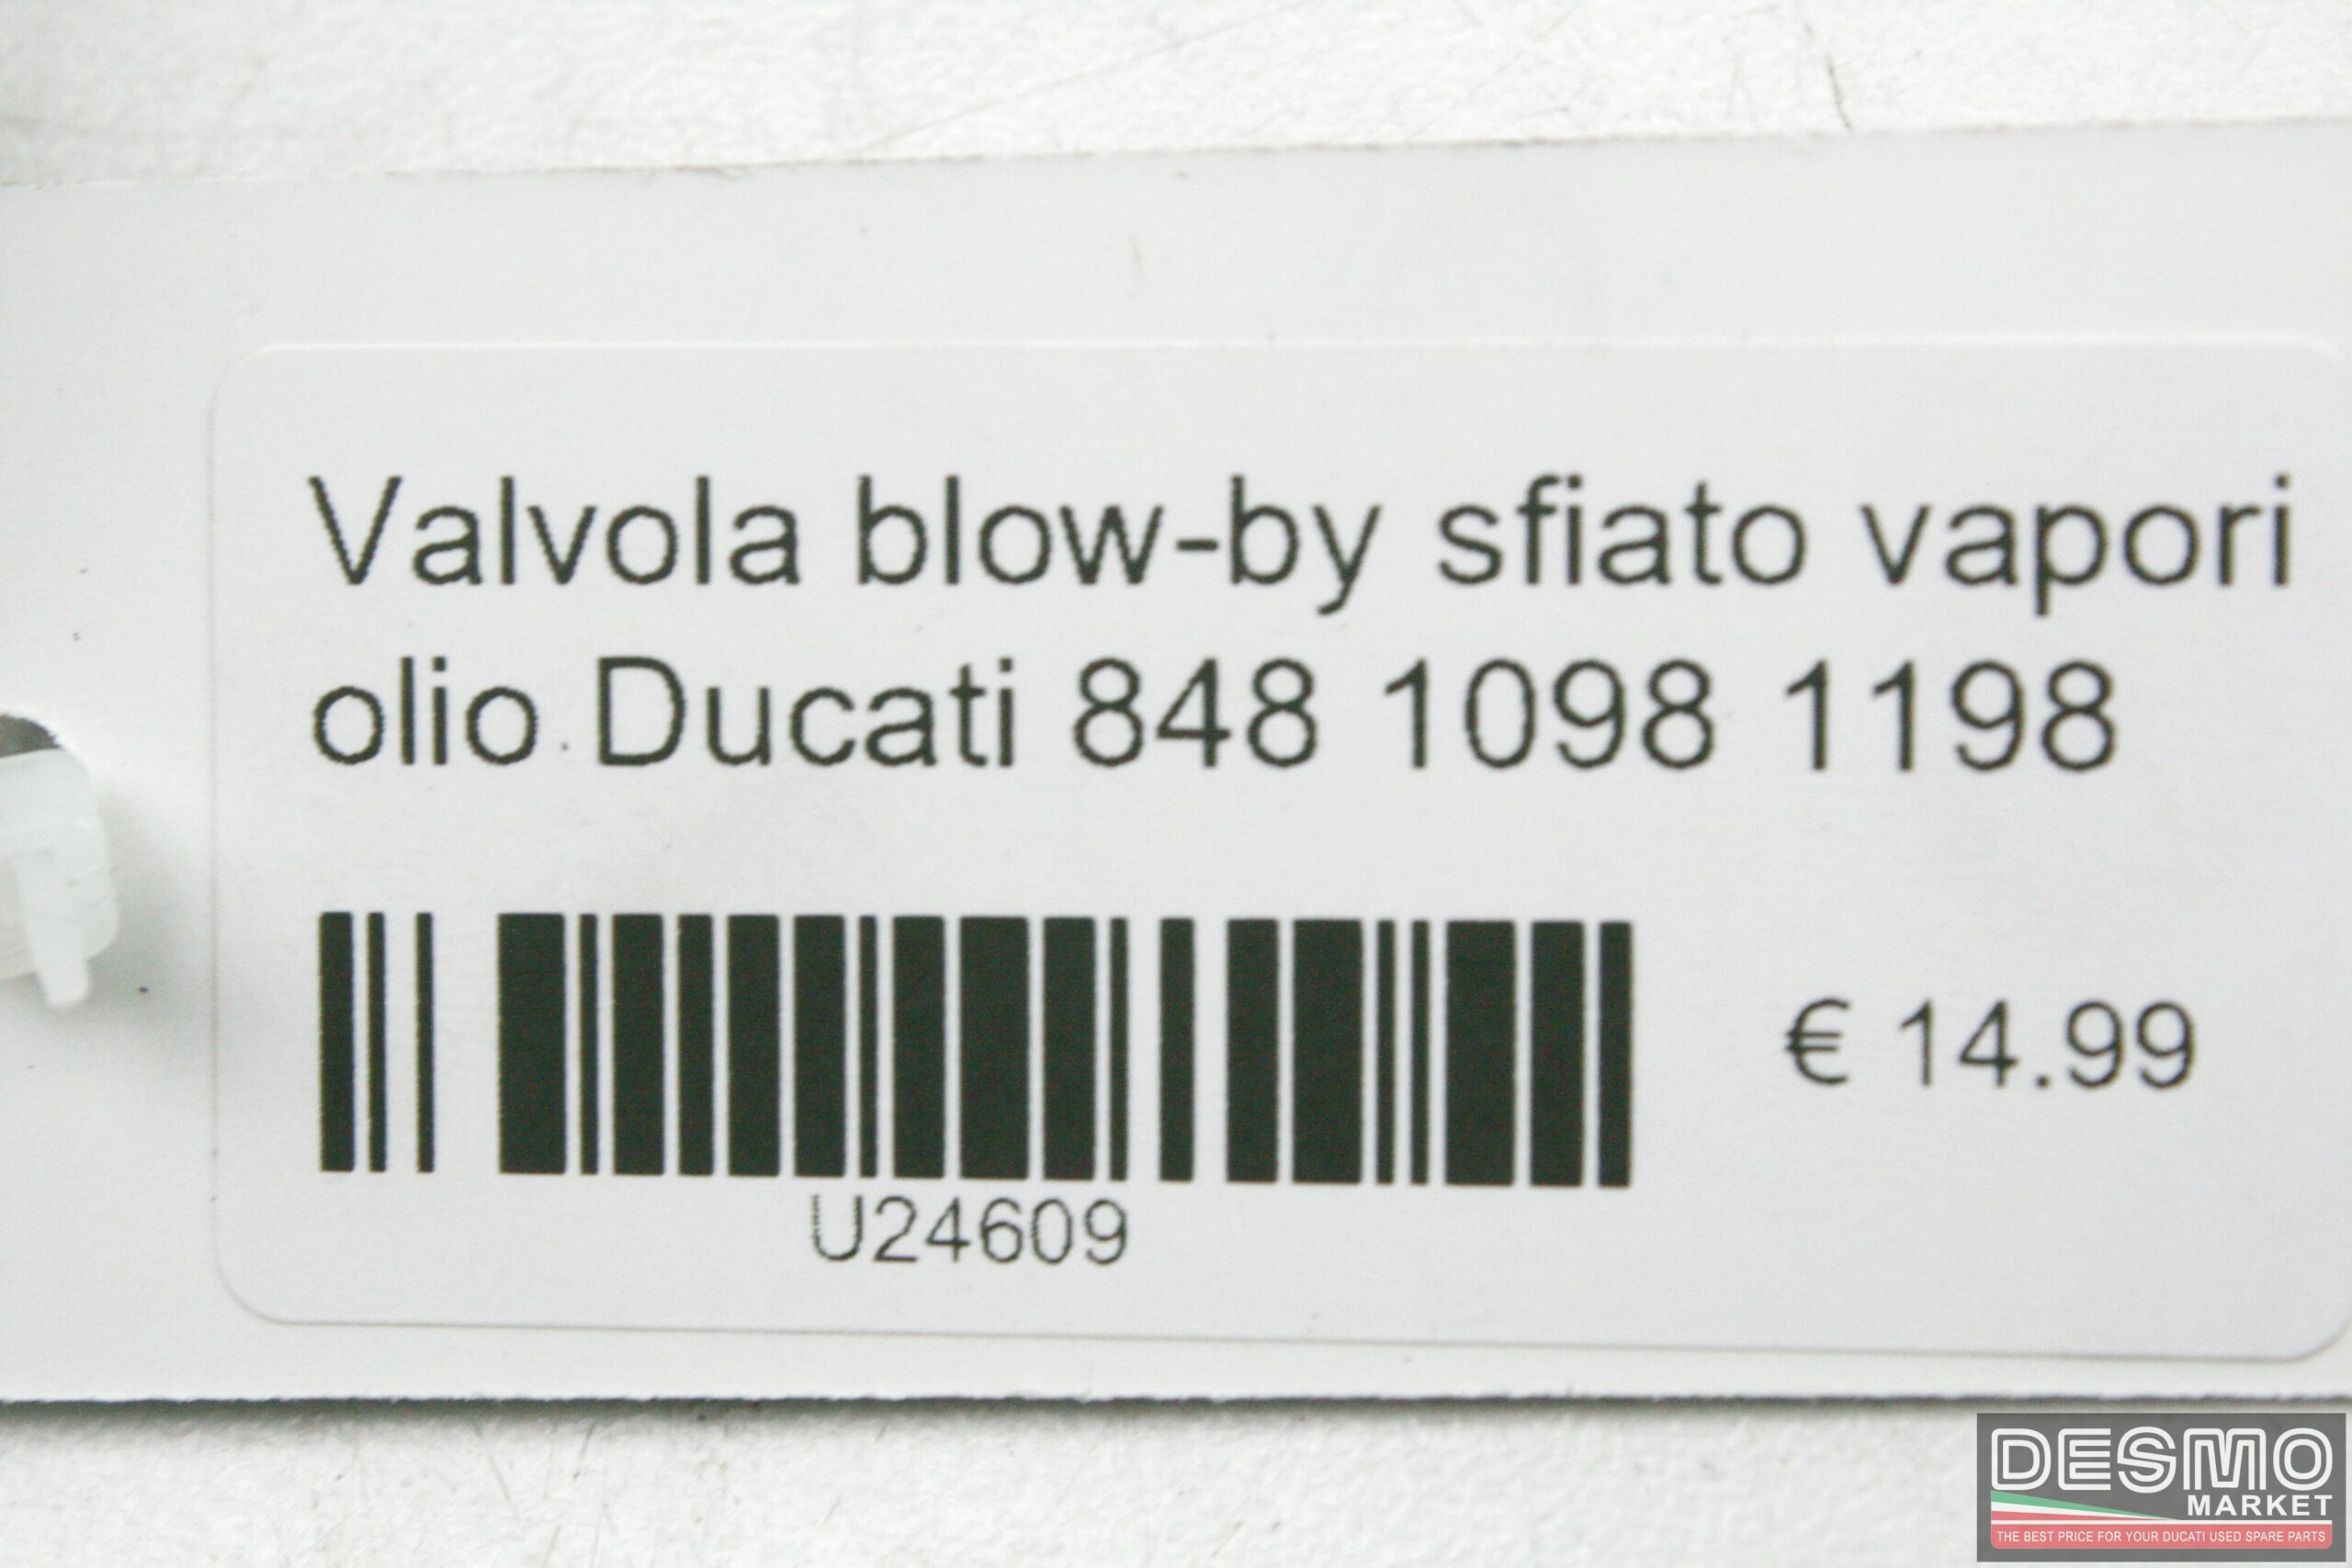 Valvola blow-by sfiato vapori
olio Ducati 848 1098 1198
€ 14.99
U24609
DESMO
MARKET
THE BEST PRICE FOR YOUR DUCATI USED SPARE PARTS